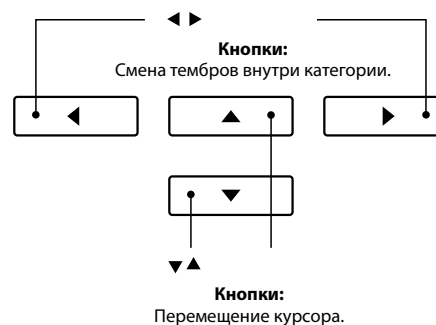 ◀ ▶
Кнопки:
Смена тембров внутри категории.
◀ ▲ ▶
▼
▼▲
Кнопки:
Перемещение курсора.